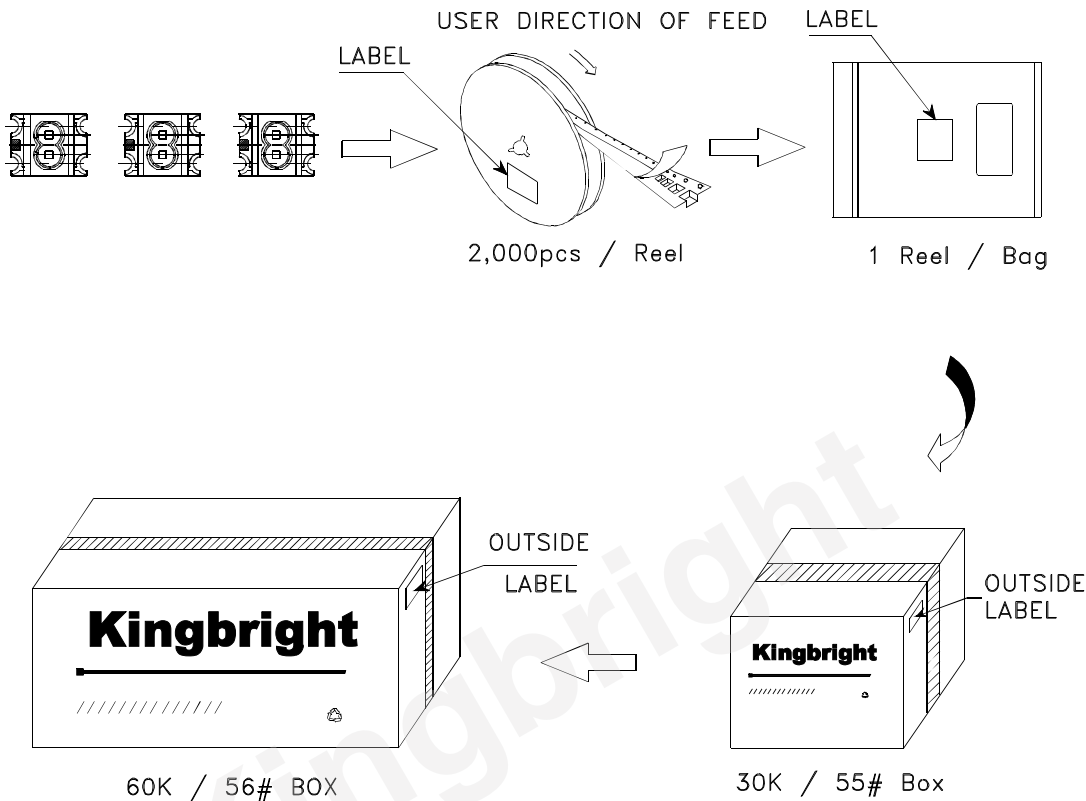 USER DIRECTION OF FEED
LABEL
LABEL
2,000pcs / Reel
1 Reel / Bag
OUTSIDE
LABEL
Kingbright
60K / 56# BOX
OUTSIDE
LABEL
Kingbright
30K / 55# Box
Kingbright